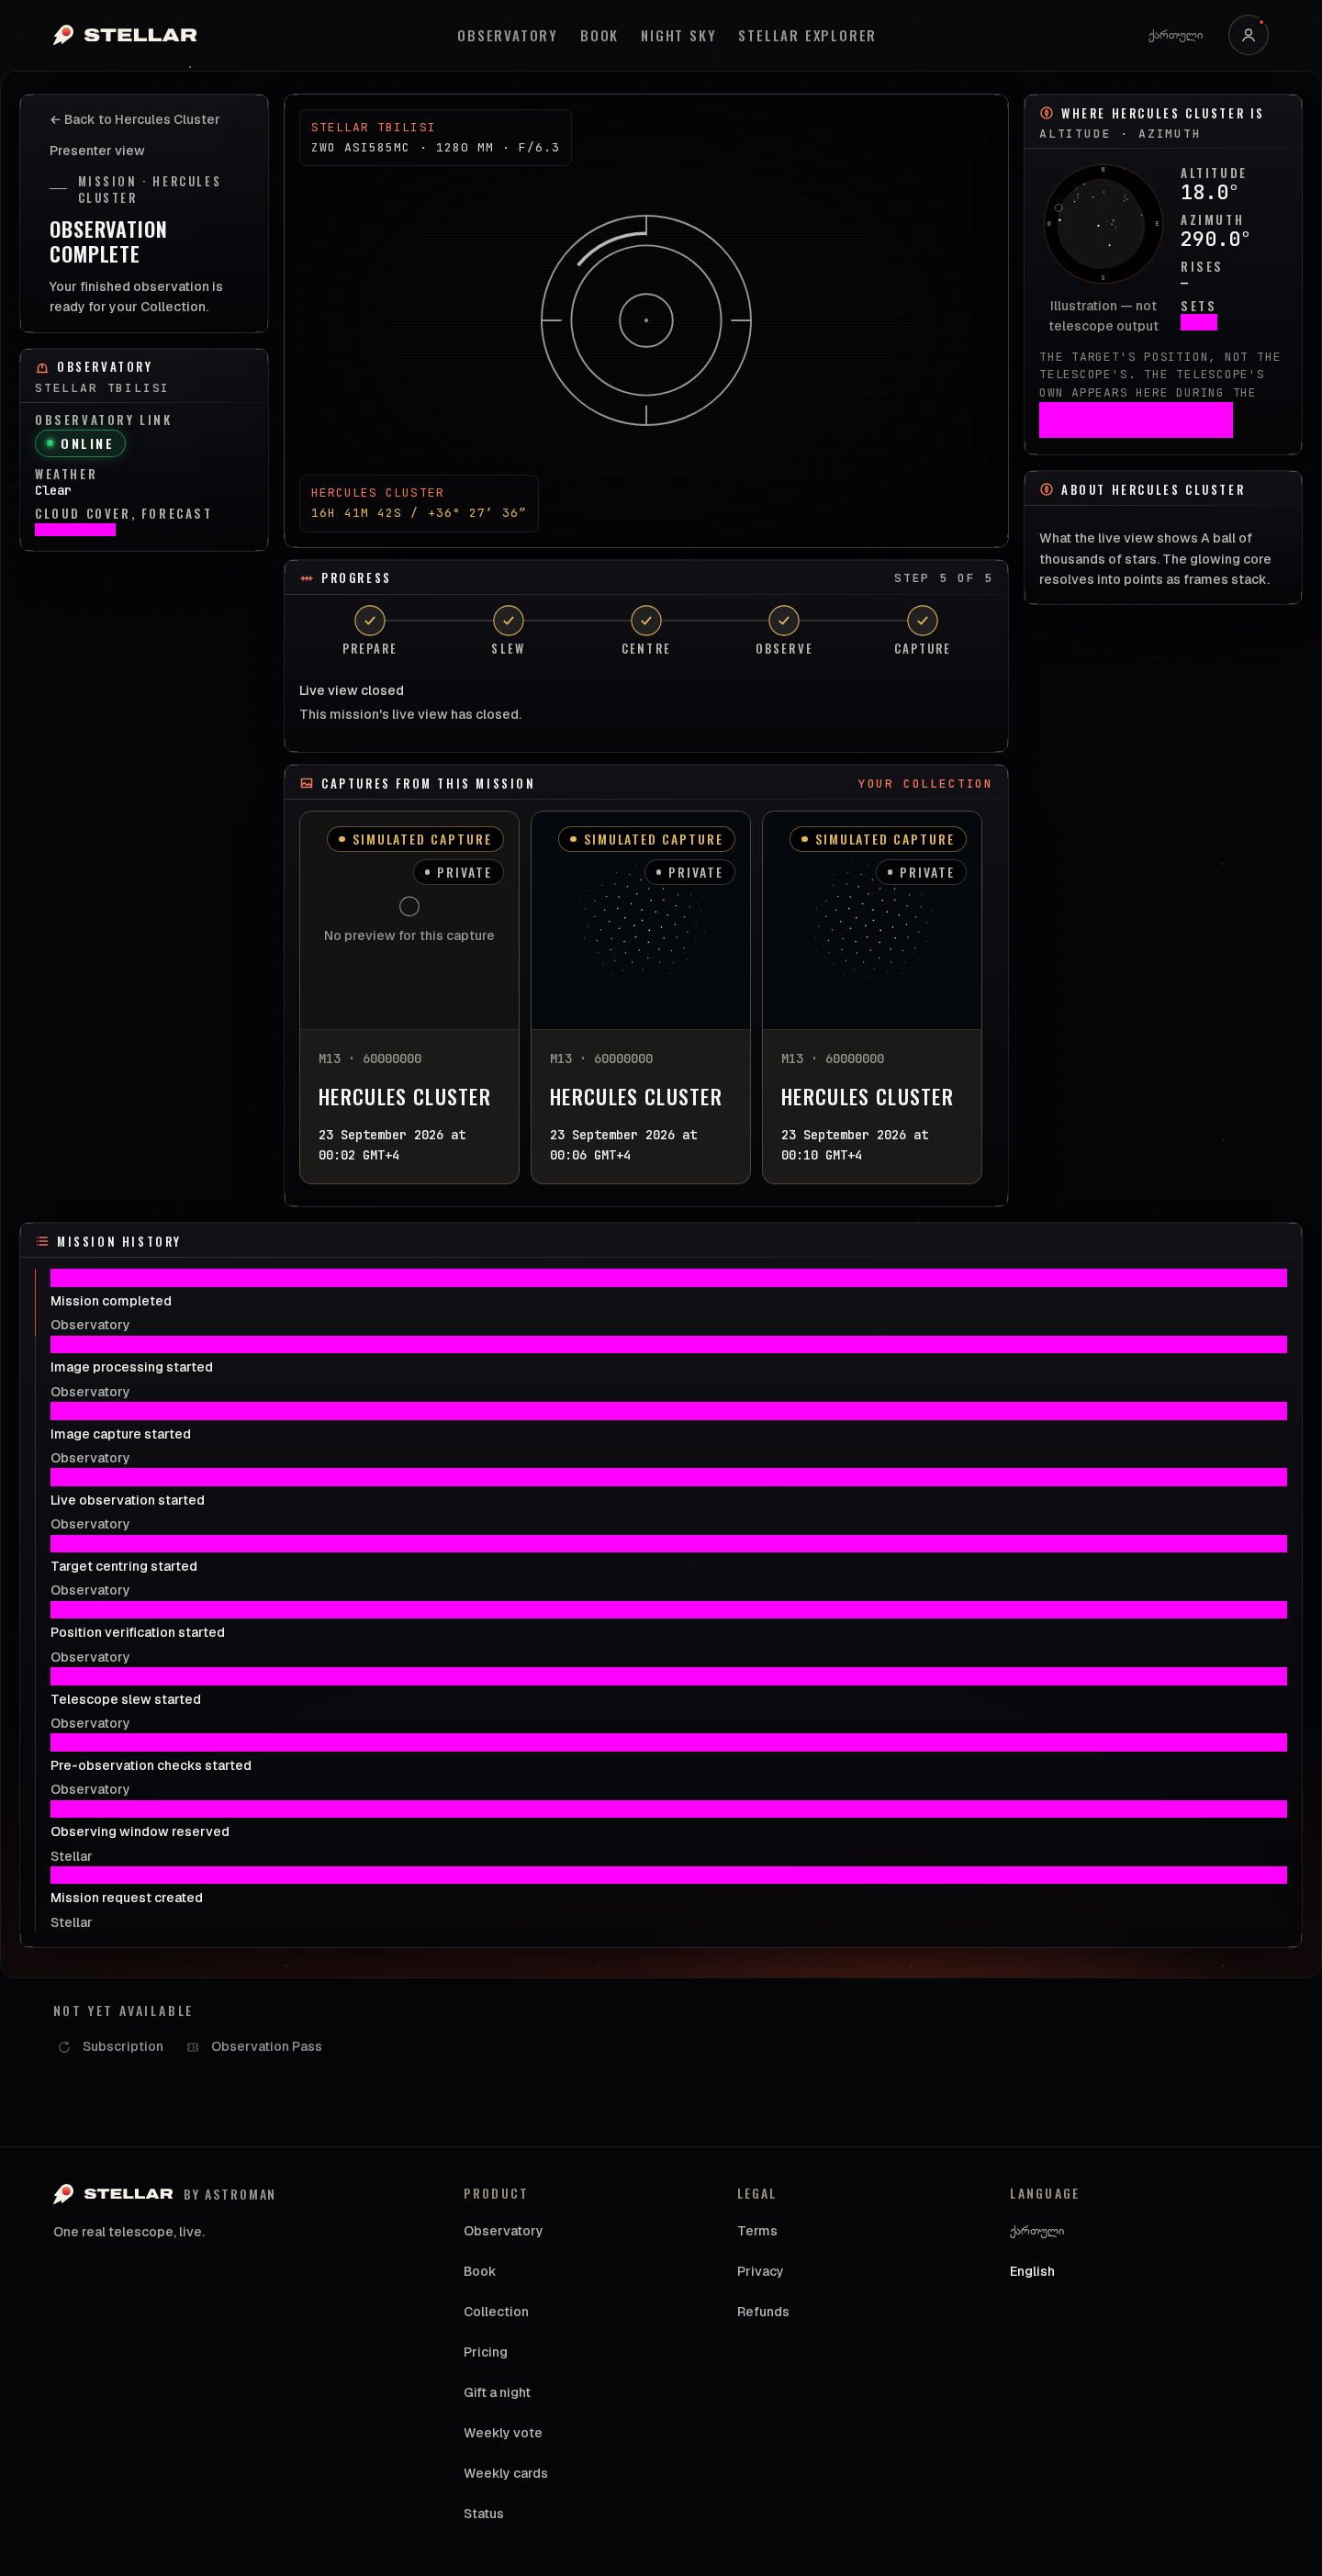 STELLAR
OBSERVATORY
BOOK
NIGHT SKY
STELLAR EXPLORER
ქართული
← Back to Hercules Cluster
Presenter view
MISSION · HERCULES
CLUSTER
OBSERVATION
COMPLETE
Your finished observation is
ready for your Collection.
OBSERVATORY
STELLAR TBILISI
OBSERVATORY LINK
ONLINE
WEATHER
Clear
CLOUD COVER, FORECAST
STELLAR TBILISI
ZWO ASI585MC · 1280 MM · F/6.3
HERCULES CLUSTER
16H 41M 42S / +36° 27′ 36″
PROGRESS
STEP 5 OF 5
PREPARE
SLEW
CENTRE
OBSERVE
CAPTURE
Live view closed
This mission's live view has closed.
CAPTURES FROM THIS MISSION
YOUR COLLECTION
SIMULATED CAPTURE
PRIVATE
No preview for this capture
M13 · 60000000
HERCULES CLUSTER
23 September 2026 at
00:02 GMT+4
SIMULATED CAPTURE
PRIVATE
M13 · 60000000
HERCULES CLUSTER
23 September 2026 at
00:06 GMT+4
SIMULATED CAPTURE
PRIVATE
M13 · 60000000
HERCULES CLUSTER
23 September 2026 at
00:10 GMT+4
WHERE HERCULES CLUSTER IS
ALTITUDE · AZIMUTH
N
W
E
S
Illustration — not
telescope output
ALTITUDE
18.0°
AZIMUTH
290.0°
RISES
—
SETS
THE TARGET'S POSITION, NOT THE
TELESCOPE'S. THE TELESCOPE'S
OWN APPEARS HERE DURING THE
ABOUT HERCULES CLUSTER
What the live view shows A ball of
thousands of stars. The glowing core
resolves into points as frames stack.
MISSION HISTORY
Mission completed
Observatory
Image processing started
Observatory
Image capture started
Observatory
Live observation started
Observatory
Target centring started
Observatory
Position verification started
Observatory
Telescope slew started
Observatory
Pre-observation checks started
Observatory
Observing window reserved
Stellar
Mission request created
Stellar
NOT YET AVAILABLE
Subscription
Observation Pass
STELLAR BY ASTROMAN
One real telescope, live.
PRODUCT
Observatory
Book
Collection
Pricing
Gift a night
Weekly vote
Weekly cards
Status
LEGAL
Terms
Privacy
Refunds
LANGUAGE
ქართული
English